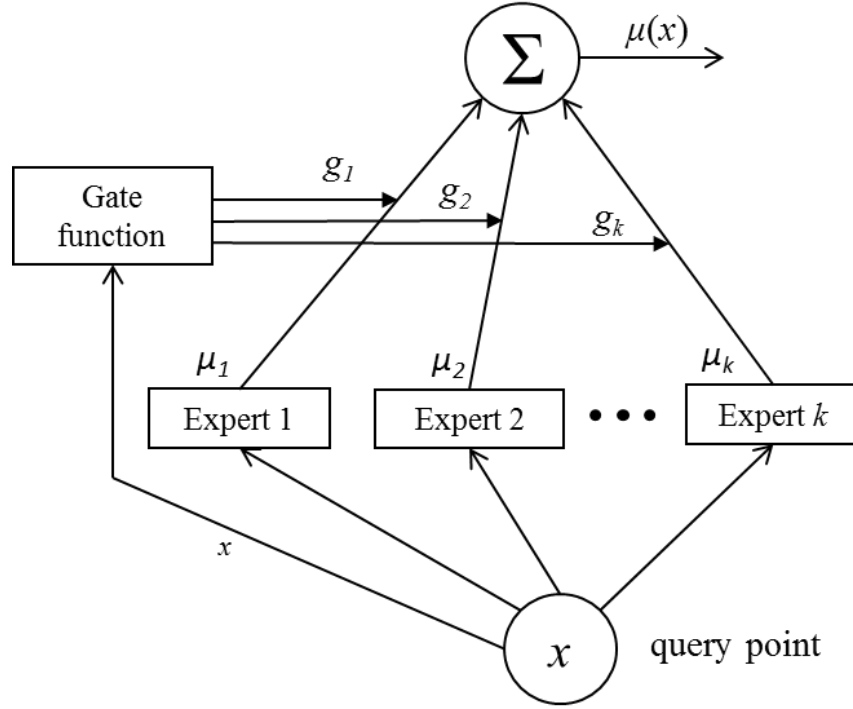 Σ
μ(x)
Gate
function
g1
g2
gk
μ1
μ2
μk
Expert 1
Expert 2
•••
Expert k
x
x
query point